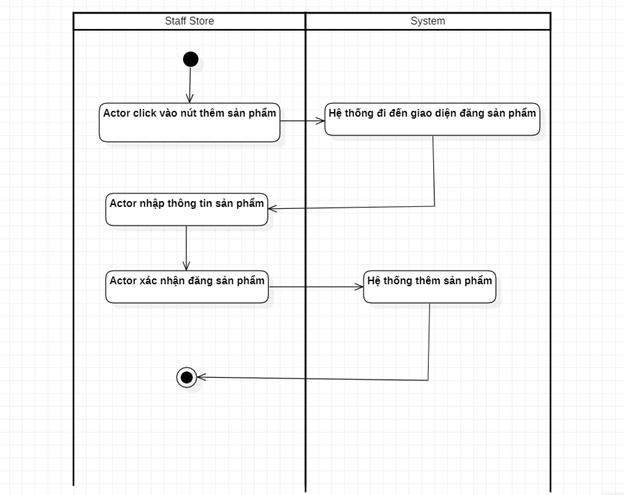 Staff Store
System
Actor click vào nút thêm sản phẩm
Hệ thống đi đến giao diện đăng sản phẩm
Actor nhập thông tin sản phẩm
Actor xác nhận đăng sản phẩm
Hệ thống thêm sản phẩm